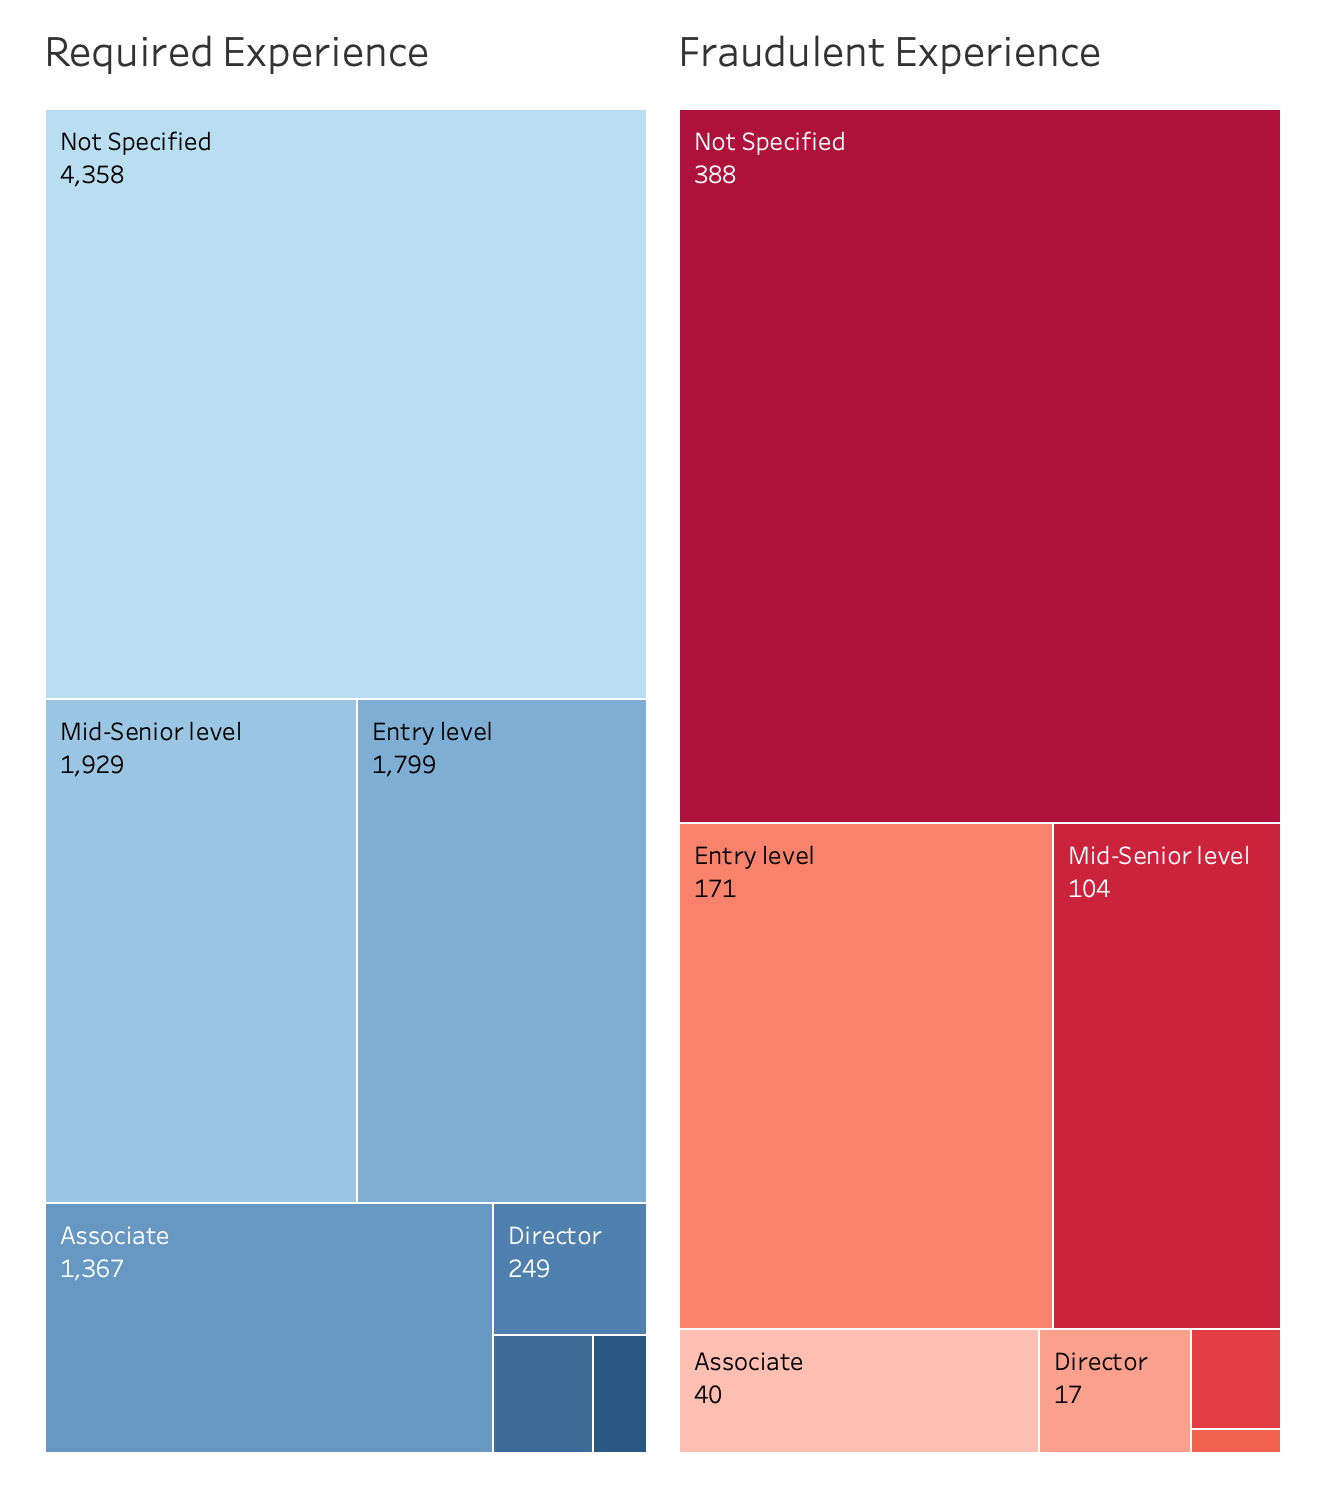 Required Experience
Not Specified
4,358
Mid-Senior level
1,929
Entry level
1,799
Associate
1,367
Director
249
Fraudulent Experience
Not Specified
388
Entry level
171
Mid-Senior level
104
Associate
40
Director
17